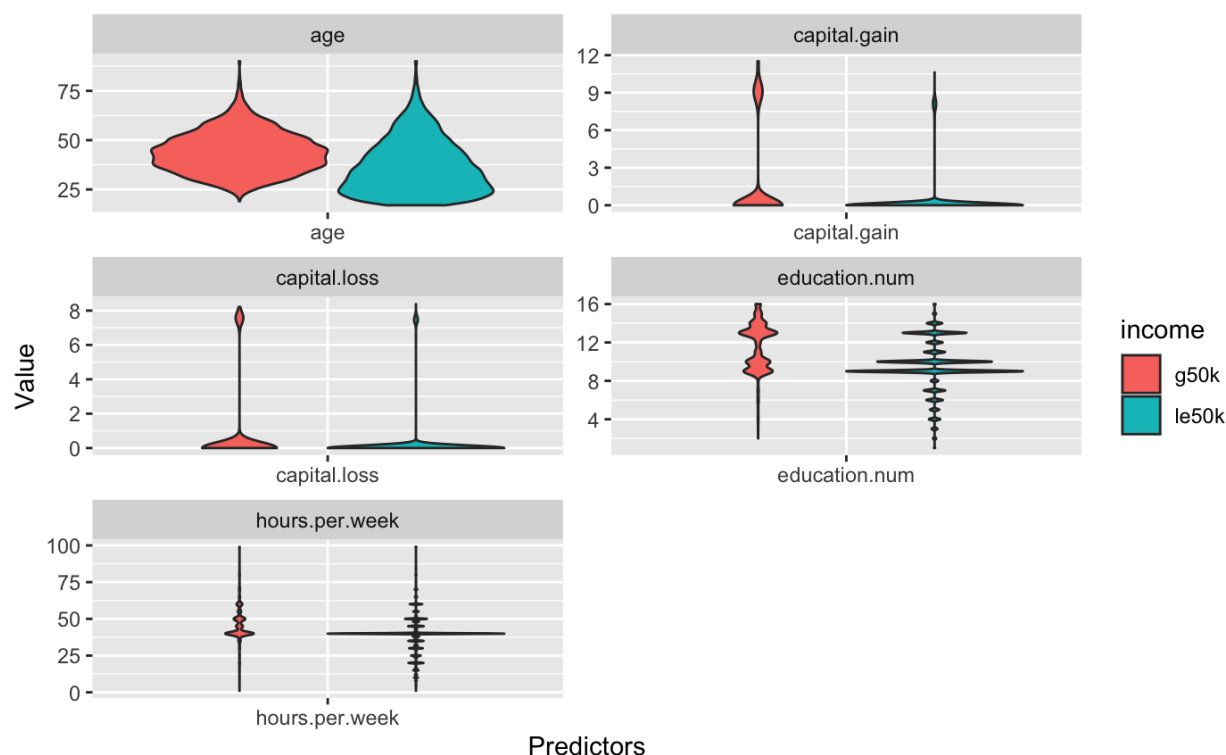 age
75
50
25
age
capital.gain
12
9
6
3
0
capital.gain
capital.loss
8
6
4
2
0
capital.loss
education.num
16
12
8
4
education.num
hours.per.week
100
75
50
25
0
hours.per.week
Value
Predictors
income
g50k
le50k